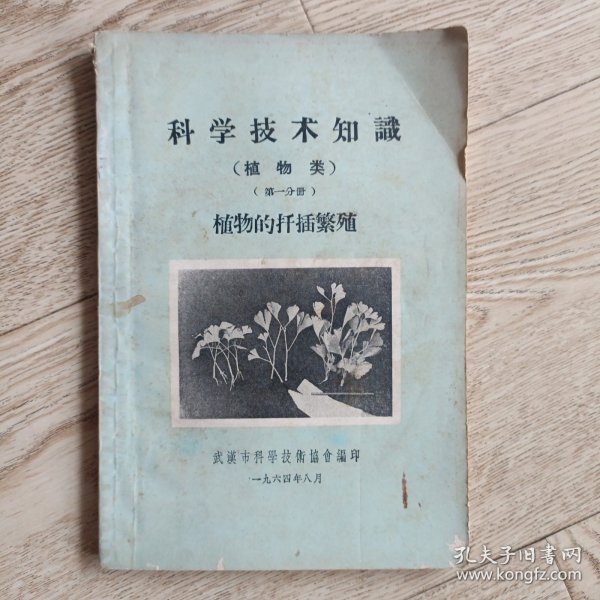 科学技术知識
（植物类）
（第一分冊）
植物的扦插繁殖
武漢市科學技術協會編印
一九六四年八月
孔夫子旧书网
www.kongfz.com